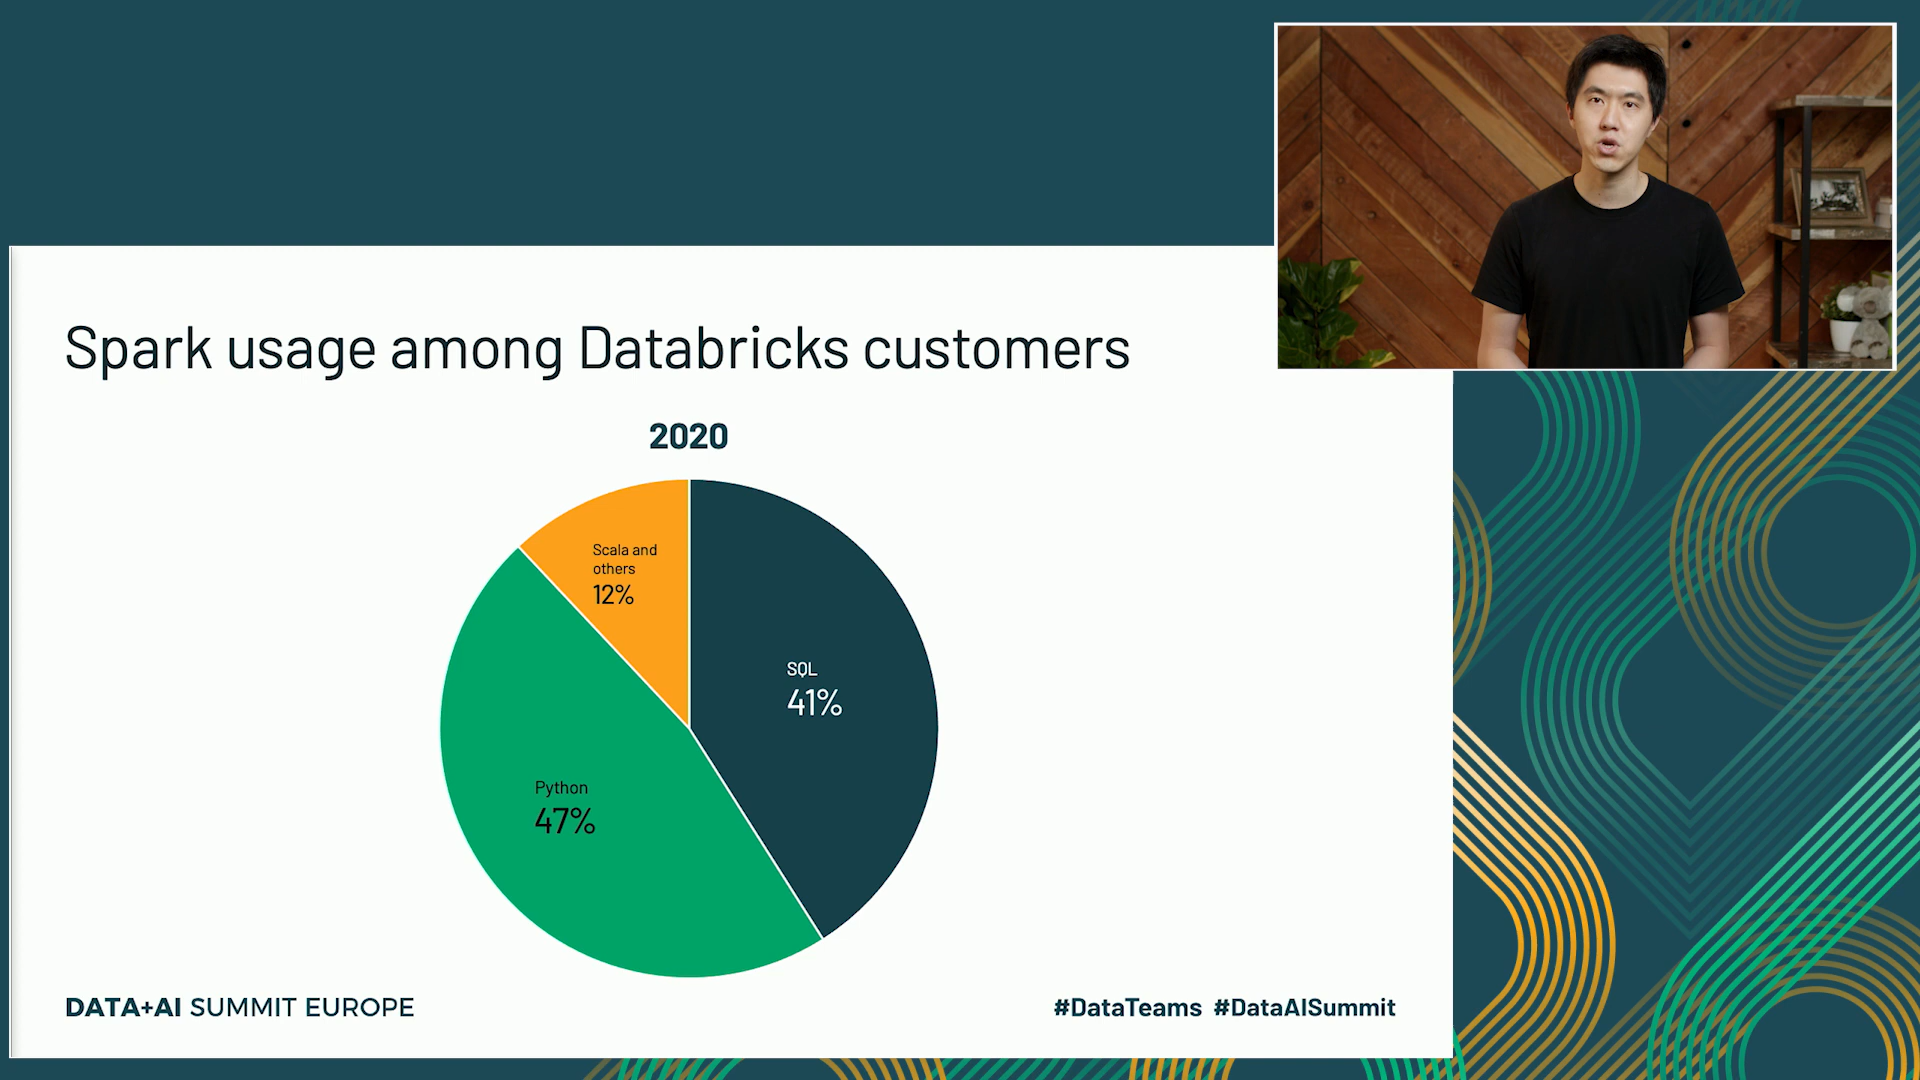 Spark usage among Databricks customers
2020
Scala and
others
12%
SQL
41%
Python
47%
DATA+AI SUMMIT EUROPE
#DataTeams #DataAISummit